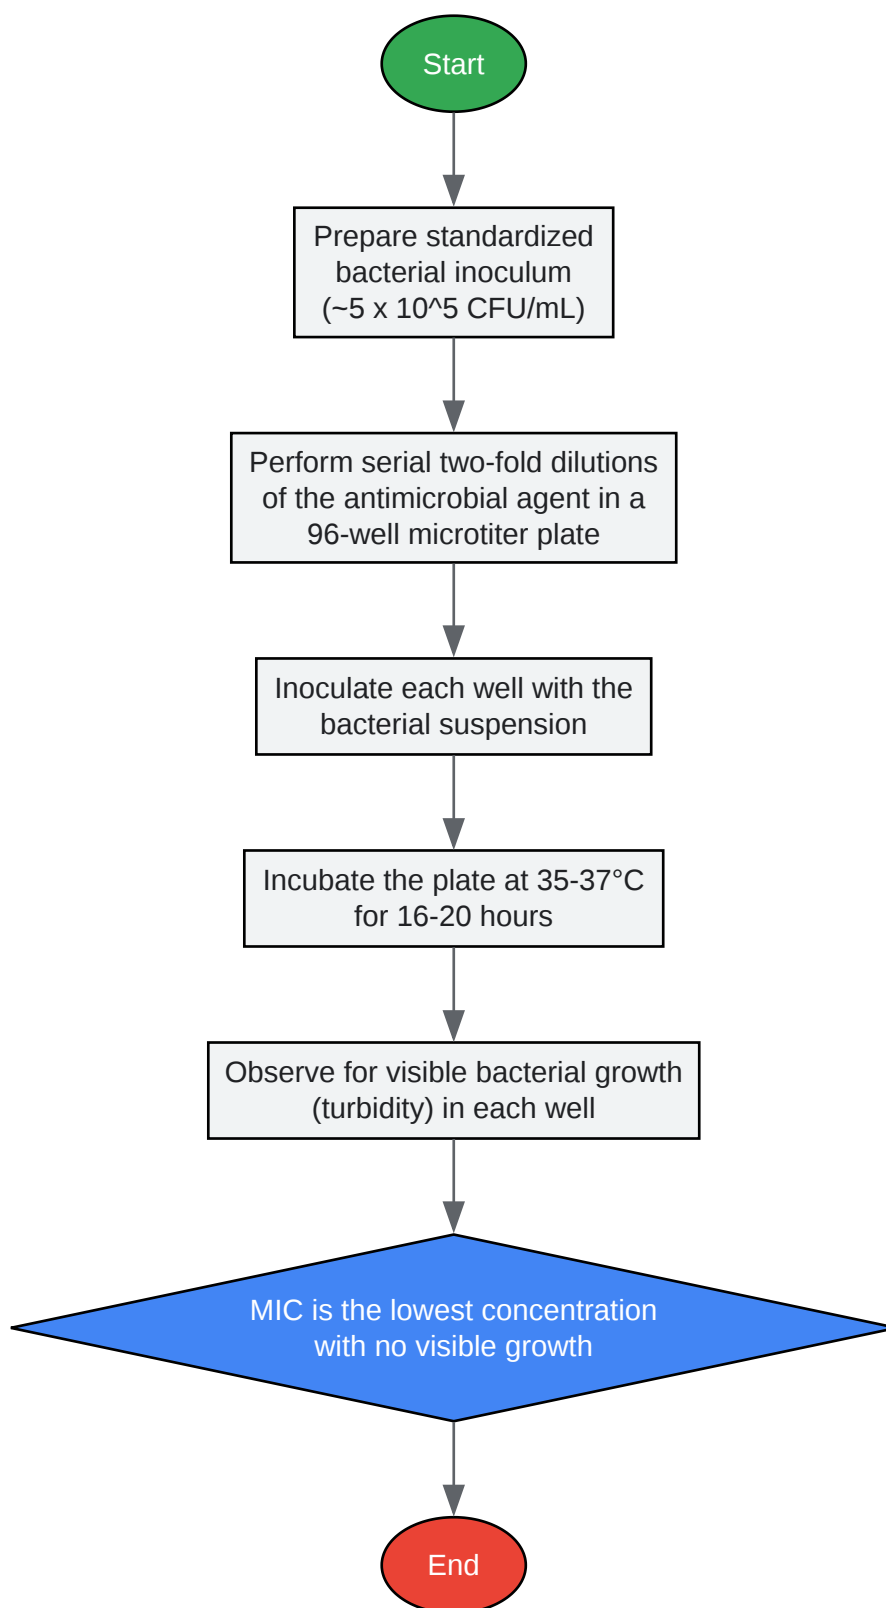 Start
Prepare standardized
bacterial inoculum
(~5 x 10^5 CFU/mL)
Perform serial two-fold dilutions
of the antimicrobial agent in a
96-well microtiter plate
Inoculate each well with the
bacterial suspension
Incubate the plate at 35-37°C
for 16-20 hours
Observe for visible bacterial growth
(turbidity) in each well
MIC is the lowest concentration
with no visible growth
End